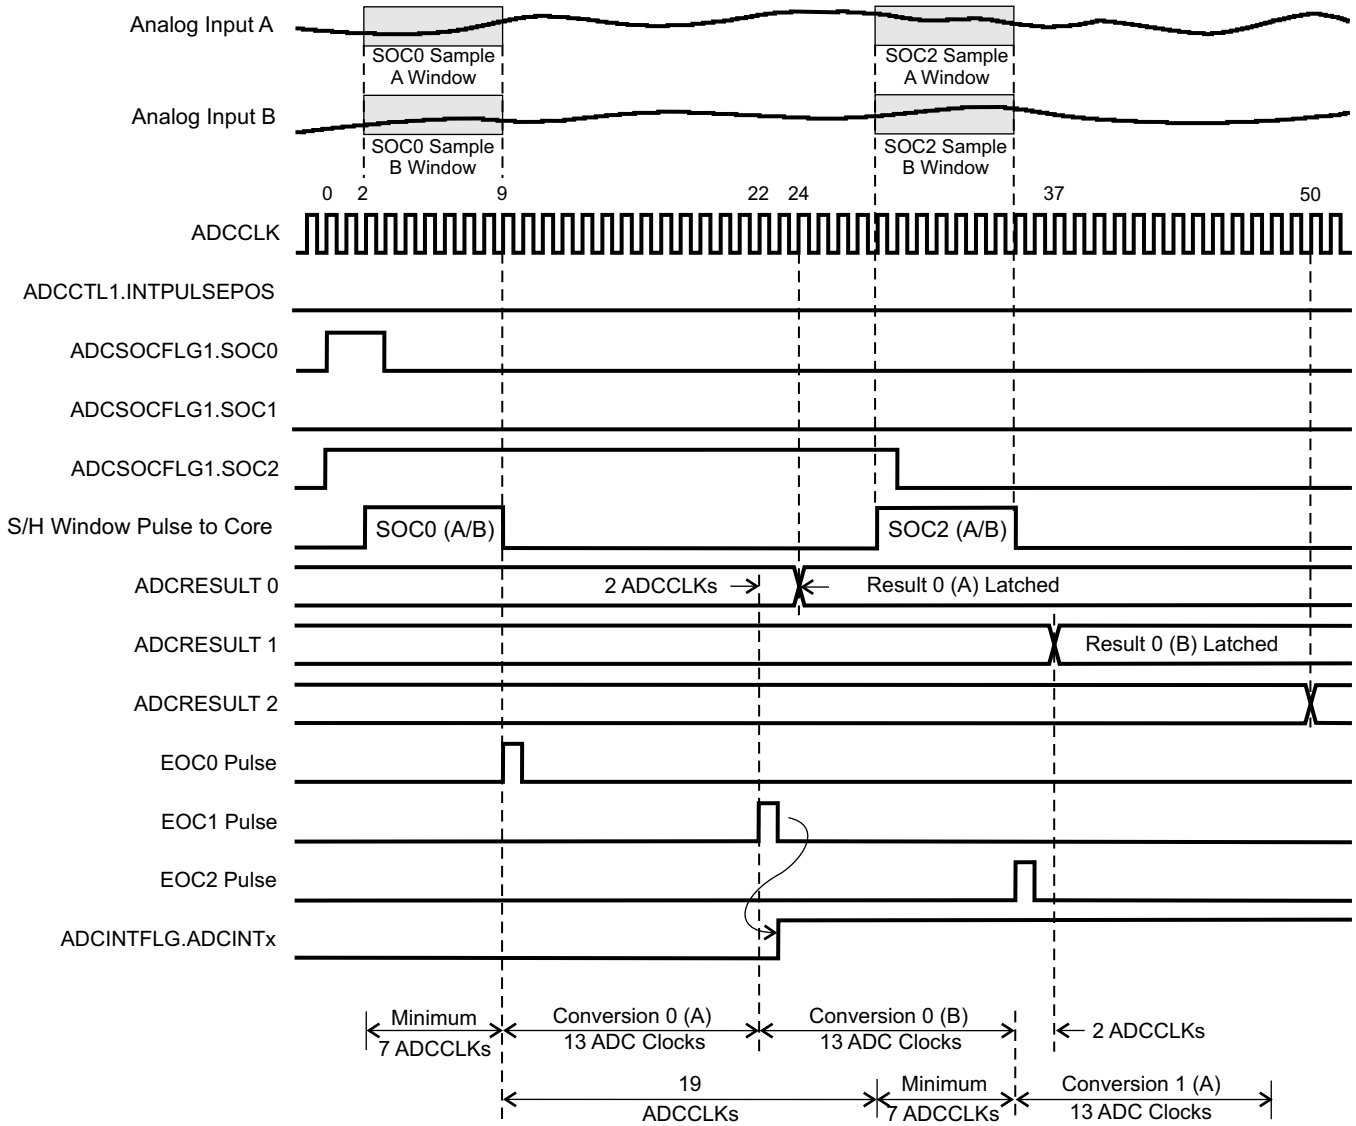 Analog Input A
SOC0 Sample
A Window
SOC2 Sample
A Window
Analog Input B
SOC0 Sample
B Window
SOC2 Sample
B Window
0 2 9 22 24 37 50
ADCCLK
ADCCTL1.INTPULSEPOS
ADCSOCFLG1.SOC0
ADCSOCFLG1.SOC1
ADCSOCFLG1.SOC2
S/H Window Pulse to Core SOC0 (A/B) SOC2 (A/B)
ADCRESULT 0 2 ADCCLKs Result 0 (A) Latched
ADCRESULT 1 Result 0 (B) Latched
ADCRESULT 2
EOC0 Pulse
EOC1 Pulse
EOC2 Pulse
ADCINTFLG.ADCINTx
Minimum
7 ADCCLKs
Conversion 0 (A)
13 ADC Clocks
Conversion 0 (B)
13 ADC Clocks
2 ADCCLKs
19
ADCCLKs
Minimum
7 ADCCLKs
Conversion 1 (A)
13 ADC Clocks